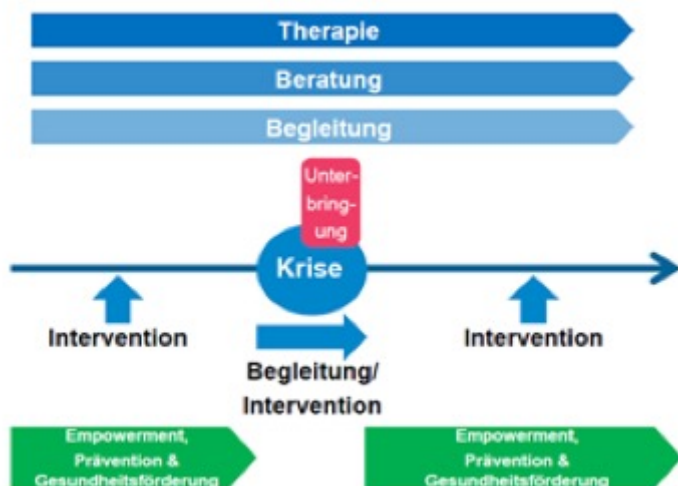 Therapie
Beratung
Begleitung
Unter-
bring-
ung
Krise
Intervention
Begleitung/
Intervention
Intervention
Empowerment,
Prävention &
Gesundheitsförderung
Empowerment,
Prävention &
Gesundheitsförderung